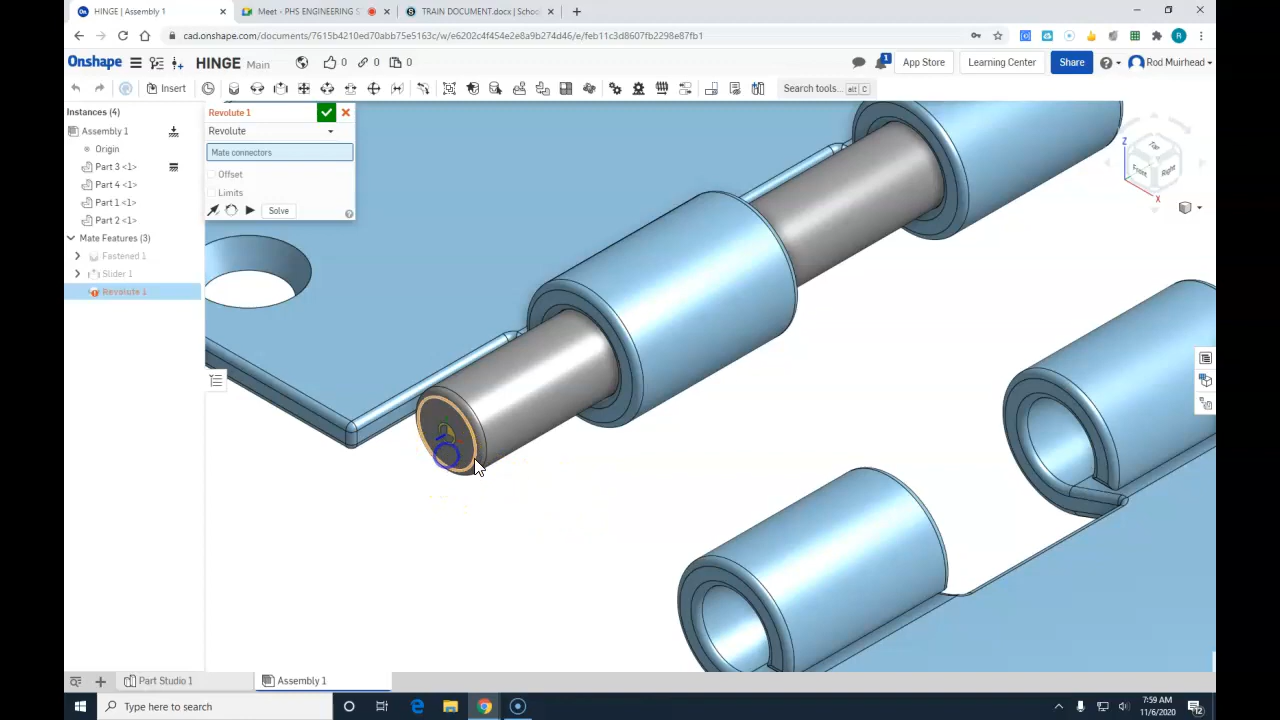 HINGE | Assembly 1
Meet - PHS ENGINEERING S
TRAIN DOCUMENT.docx | Schoo
cad.onshape.com/documents/7615b4210ed70abb75e5163c/w/e6202c4f454e2e8a9b274d46/e/feb11c3d8607fb2298e87fb1
R
Onshape
HINGE Main
0
0
0
1
App Store
Learning Center
Share
Rod Muirhead
Insert
Search tools...
alt C
Instances (4)
Assembly 1
Origin
Part 3 <1>
Part 4 <1>
Part 1 <1>
Part 2 <1>
Mate Features (3)
Fastened 1
Slider 1
Revolute 1
Revolute 1
Revolute
Mate connectors
Offset
Limits
Solve
Z
Top
Front
Right
X
Part Studio 1
Assembly 1
Type here to search
7:59 AM
11/6/2020